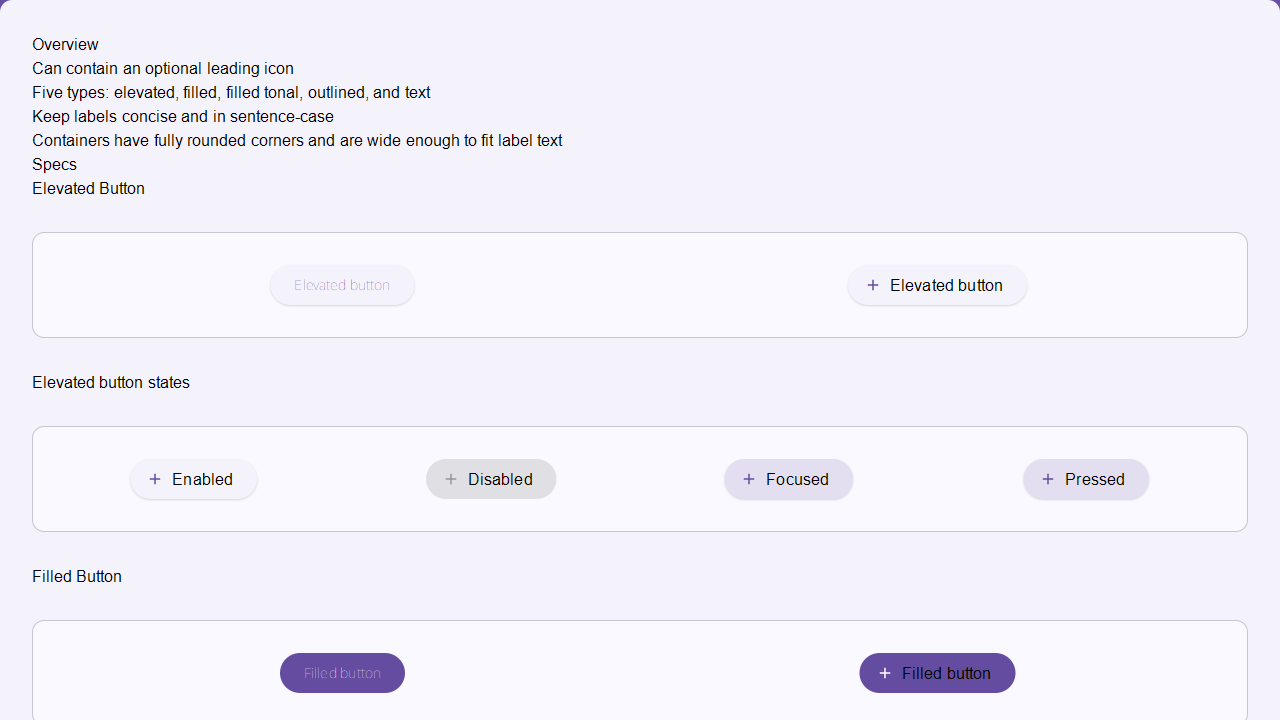 Overview
Can contain an optional leading icon
Five types: elevated, filled, filled tonal, outlined, and text
Keep labels concise and in sentence-case
Containers have fully rounded corners and are wide enough to fit label text
Specs
Elevated Button
Elevated button
Elevated button
Elevated button states
Enabled
Disabled
Focused
Pressed
Filled Button
Filled button
Filled button